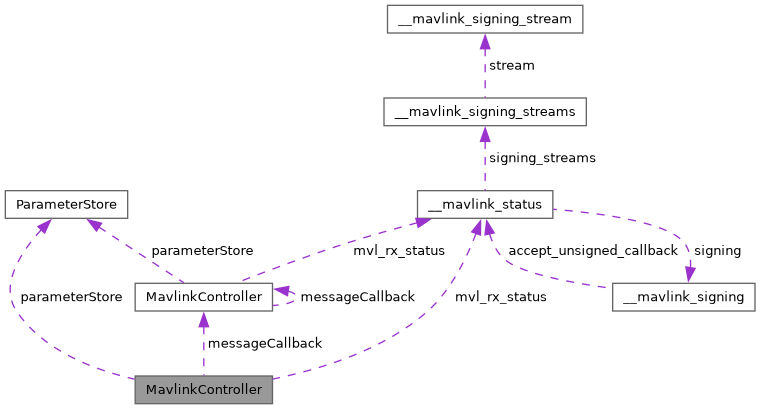 __mavlink_signing_stream
stream
__mavlink_signing_streams
signing_streams
ParameterStore
__mavlink_status
parameterStore
mvl_rx_status
accept_unsigned_callback
signing
parameterStore
MavlinkController
messageCallback
mvl_rx_status
__mavlink_signing
messageCallback
MavlinkController